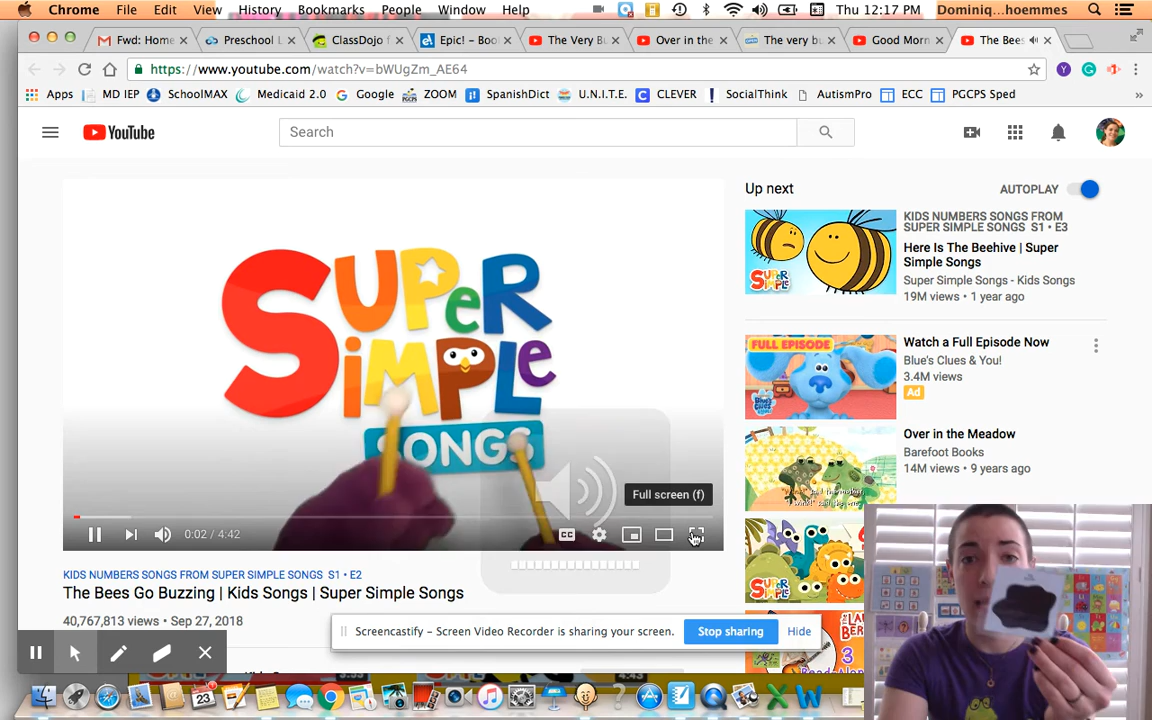 Chrome File Edit View History Bookmarks People Window Help Thu 12:17 PM Dominiq...hoemmes
Fwd: Home
Preschool L
ClassDojo f
Epic! – Boo
The Very Bu
Over in the
The very bu
Good Morn
The Bees
https://www.youtube.com/watch?v=bWUgZm_AE64
Apps MD IEP SchoolMAX Medicaid 2.0 Google ZOOM SpanishDict U.N.I.T.E. CLEVER SocialThink AutismPro ECC PGCPS Sped »
YouTube
Search
SUPER
SIMPLE
SONGS
Full screen (f)
0:02 / 4:42
CC
KIDS NUMBERS SONGS FROM SUPER SIMPLE SONGS S1 • E2
The Bees Go Buzzing | Kids Songs | Super Simple Songs
40,767,813 views • Sep 27, 2018
Up next
AUTOPLAY
KIDS NUMBERS SONGS FROM
SUPER SIMPLE SONGS S1 • E3
Here Is The Beehive | Super
Simple Songs
Super Simple Songs - Kids Songs
19M views • 1 year ago
FULL EPISODE
Watch a Full Episode Now
Blue's Clues & You!
3.4M views
Ad
Over in the Meadow
Barefoot Books
14M views • 9 years ago
Screencastify – Screen Video Recorder is sharing your screen.
Stop sharing
Hide
4:43
23